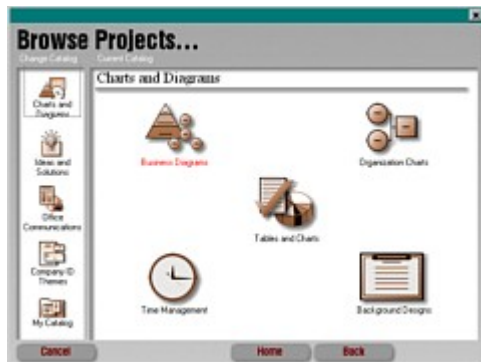 Browse Projects...
Change Catalog
Current Catalog
Charts and Diagrams
Charts and
Diagrams
Ideas and
Solutions
Office
Communications
Company ID
Themes
My Catalog
Business Diagrams
Organization Charts
Tables and Charts
Time Management
Background Designs
Cancel
Home
Back